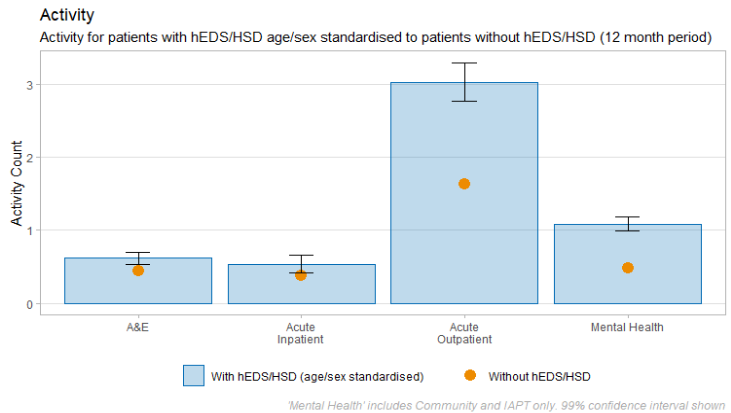 Activity
Activity for patients with hEDS/HSD age/sex standardised to patients without hEDS/HSD (12 month period)
Activity Count
3
2
1
0
A&E
Acute
Inpatient
Acute
Outpatient
Mental Health
With hEDS/HSD (age/sex standardised)
Without hEDS/HSD
'Mental Health' includes Community and IAPT only. 99% confidence interval shown